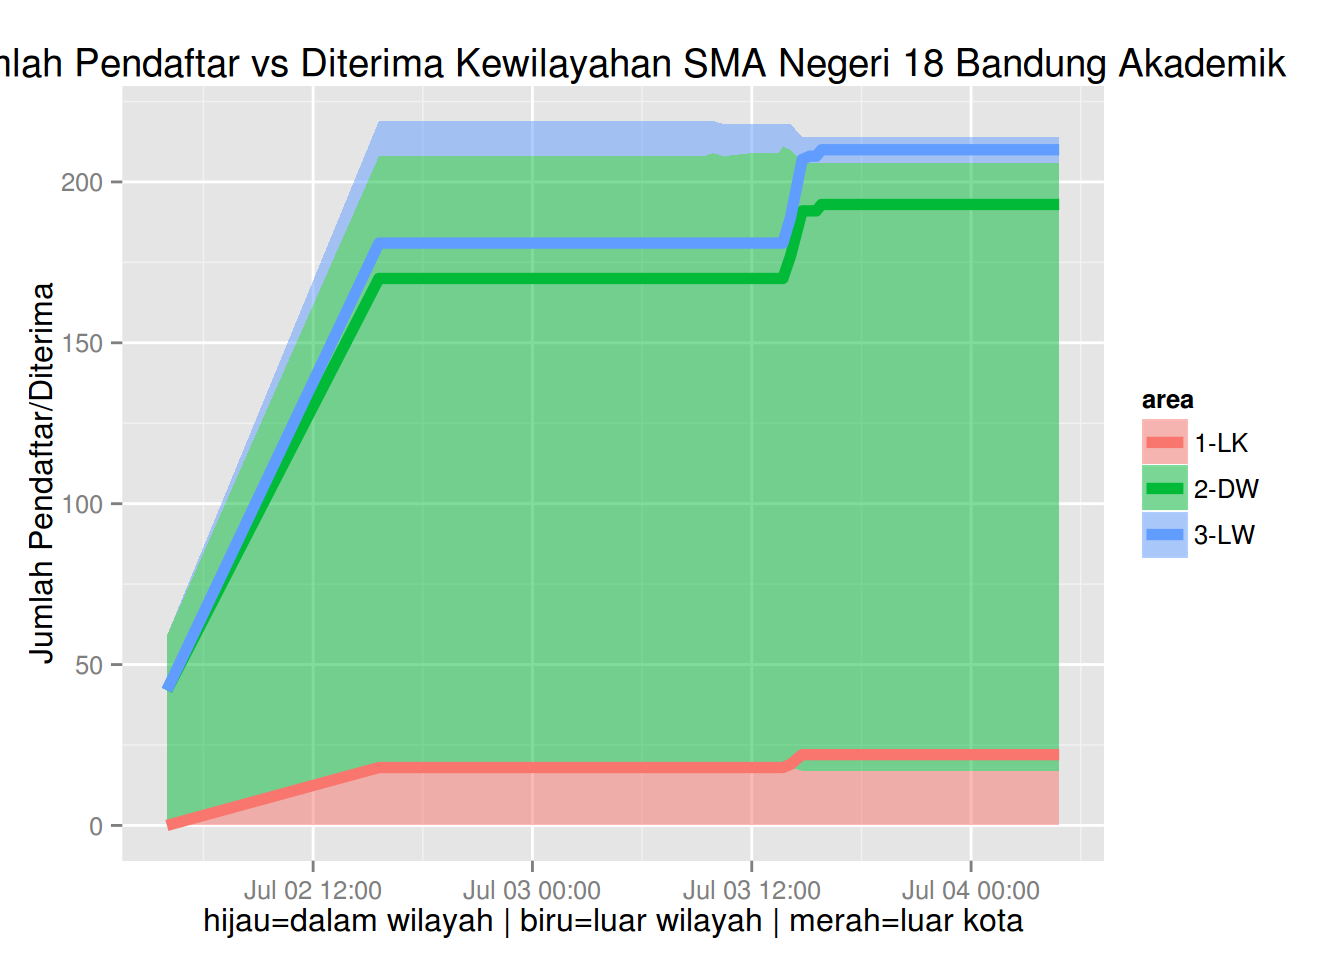 mlah Pendaftar vs Diterima Kewilayahan SMA Negeri 18 Bandung Akademik
Jumlah Pendaftar/Diterima
200
150
100
50
0
Jul 02 12:00 Jul 03 00:00 Jul 03 12:00 Jul 04 00:00
hijau=dalam wilayah | biru=luar wilayah | merah=luar kota
area
1-LK
2-DW
3-LW